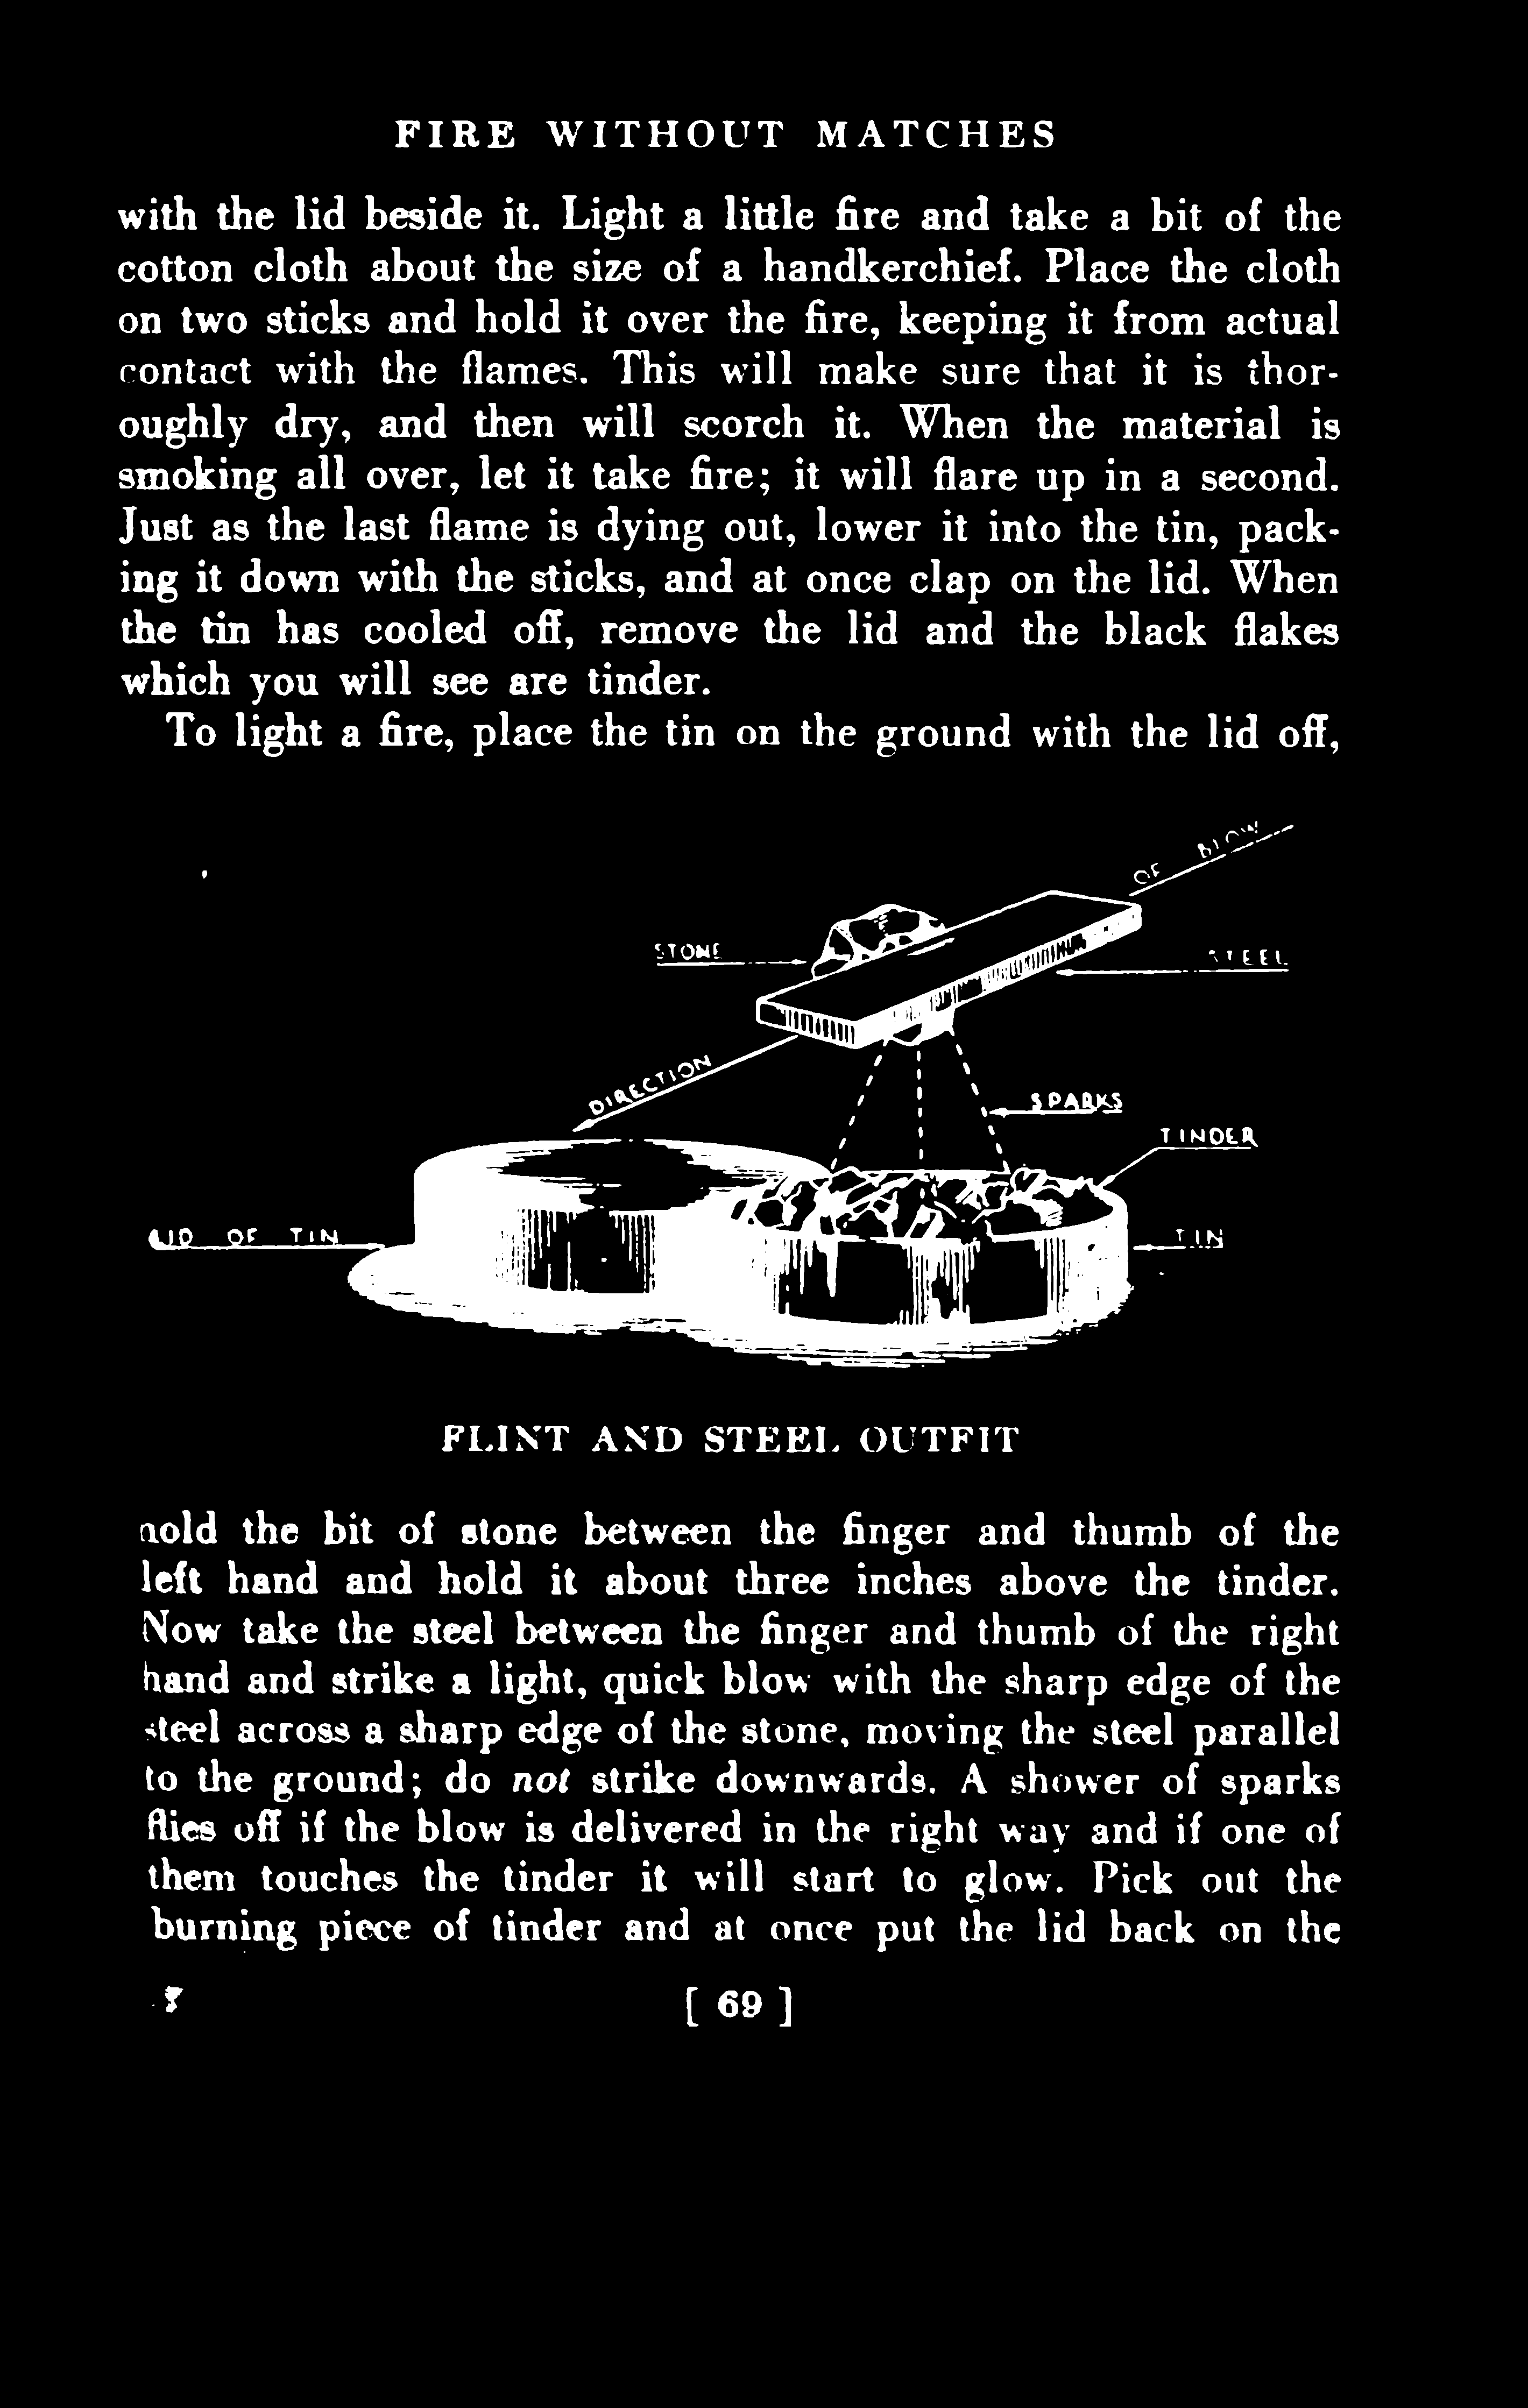 FIRE WITHOUT MATCHES
with the lid beside it. Light a little fire and take a bit of the
cotton cloth about the size of a handkerchief. Place the cloth
on two sticks and hold it over the fire, keeping it from actual
contact with the flames. This will make sure that it is thor-
oughly dry, and then will scorch it. When the material is
smoking all over, let it take fire; it will flare up in a second.
Just as the last flame is dying out, lower it into the tin, pack-
ing it down with the sticks, and at once clap on the lid. When
the tin has cooled off, remove the lid and the black flakes
which you will see are tinder.
To light a fire, place the tin on the ground with the lid off,
OF BLOW
STONE
STEEL
DIRECTION
SPARKS
TINDER
LID OF TIN
TIN
FLINT AND STEEL OUTFIT
hold the bit of stone between the finger and thumb of the
left hand and hold it about three inches above the tinder.
Now take the steel between the finger and thumb of the right
hand and strike a light, quick blow with the sharp edge of the
steel across a sharp edge of the stone, moving the steel parallel
to the ground; do not strike downwards. A shower of sparks
flies off if the blow is delivered in the right way and if one of
them touches the tinder it will start to glow. Pick out the
burning piece of tinder and at once put the lid back on the
[ 69 ]